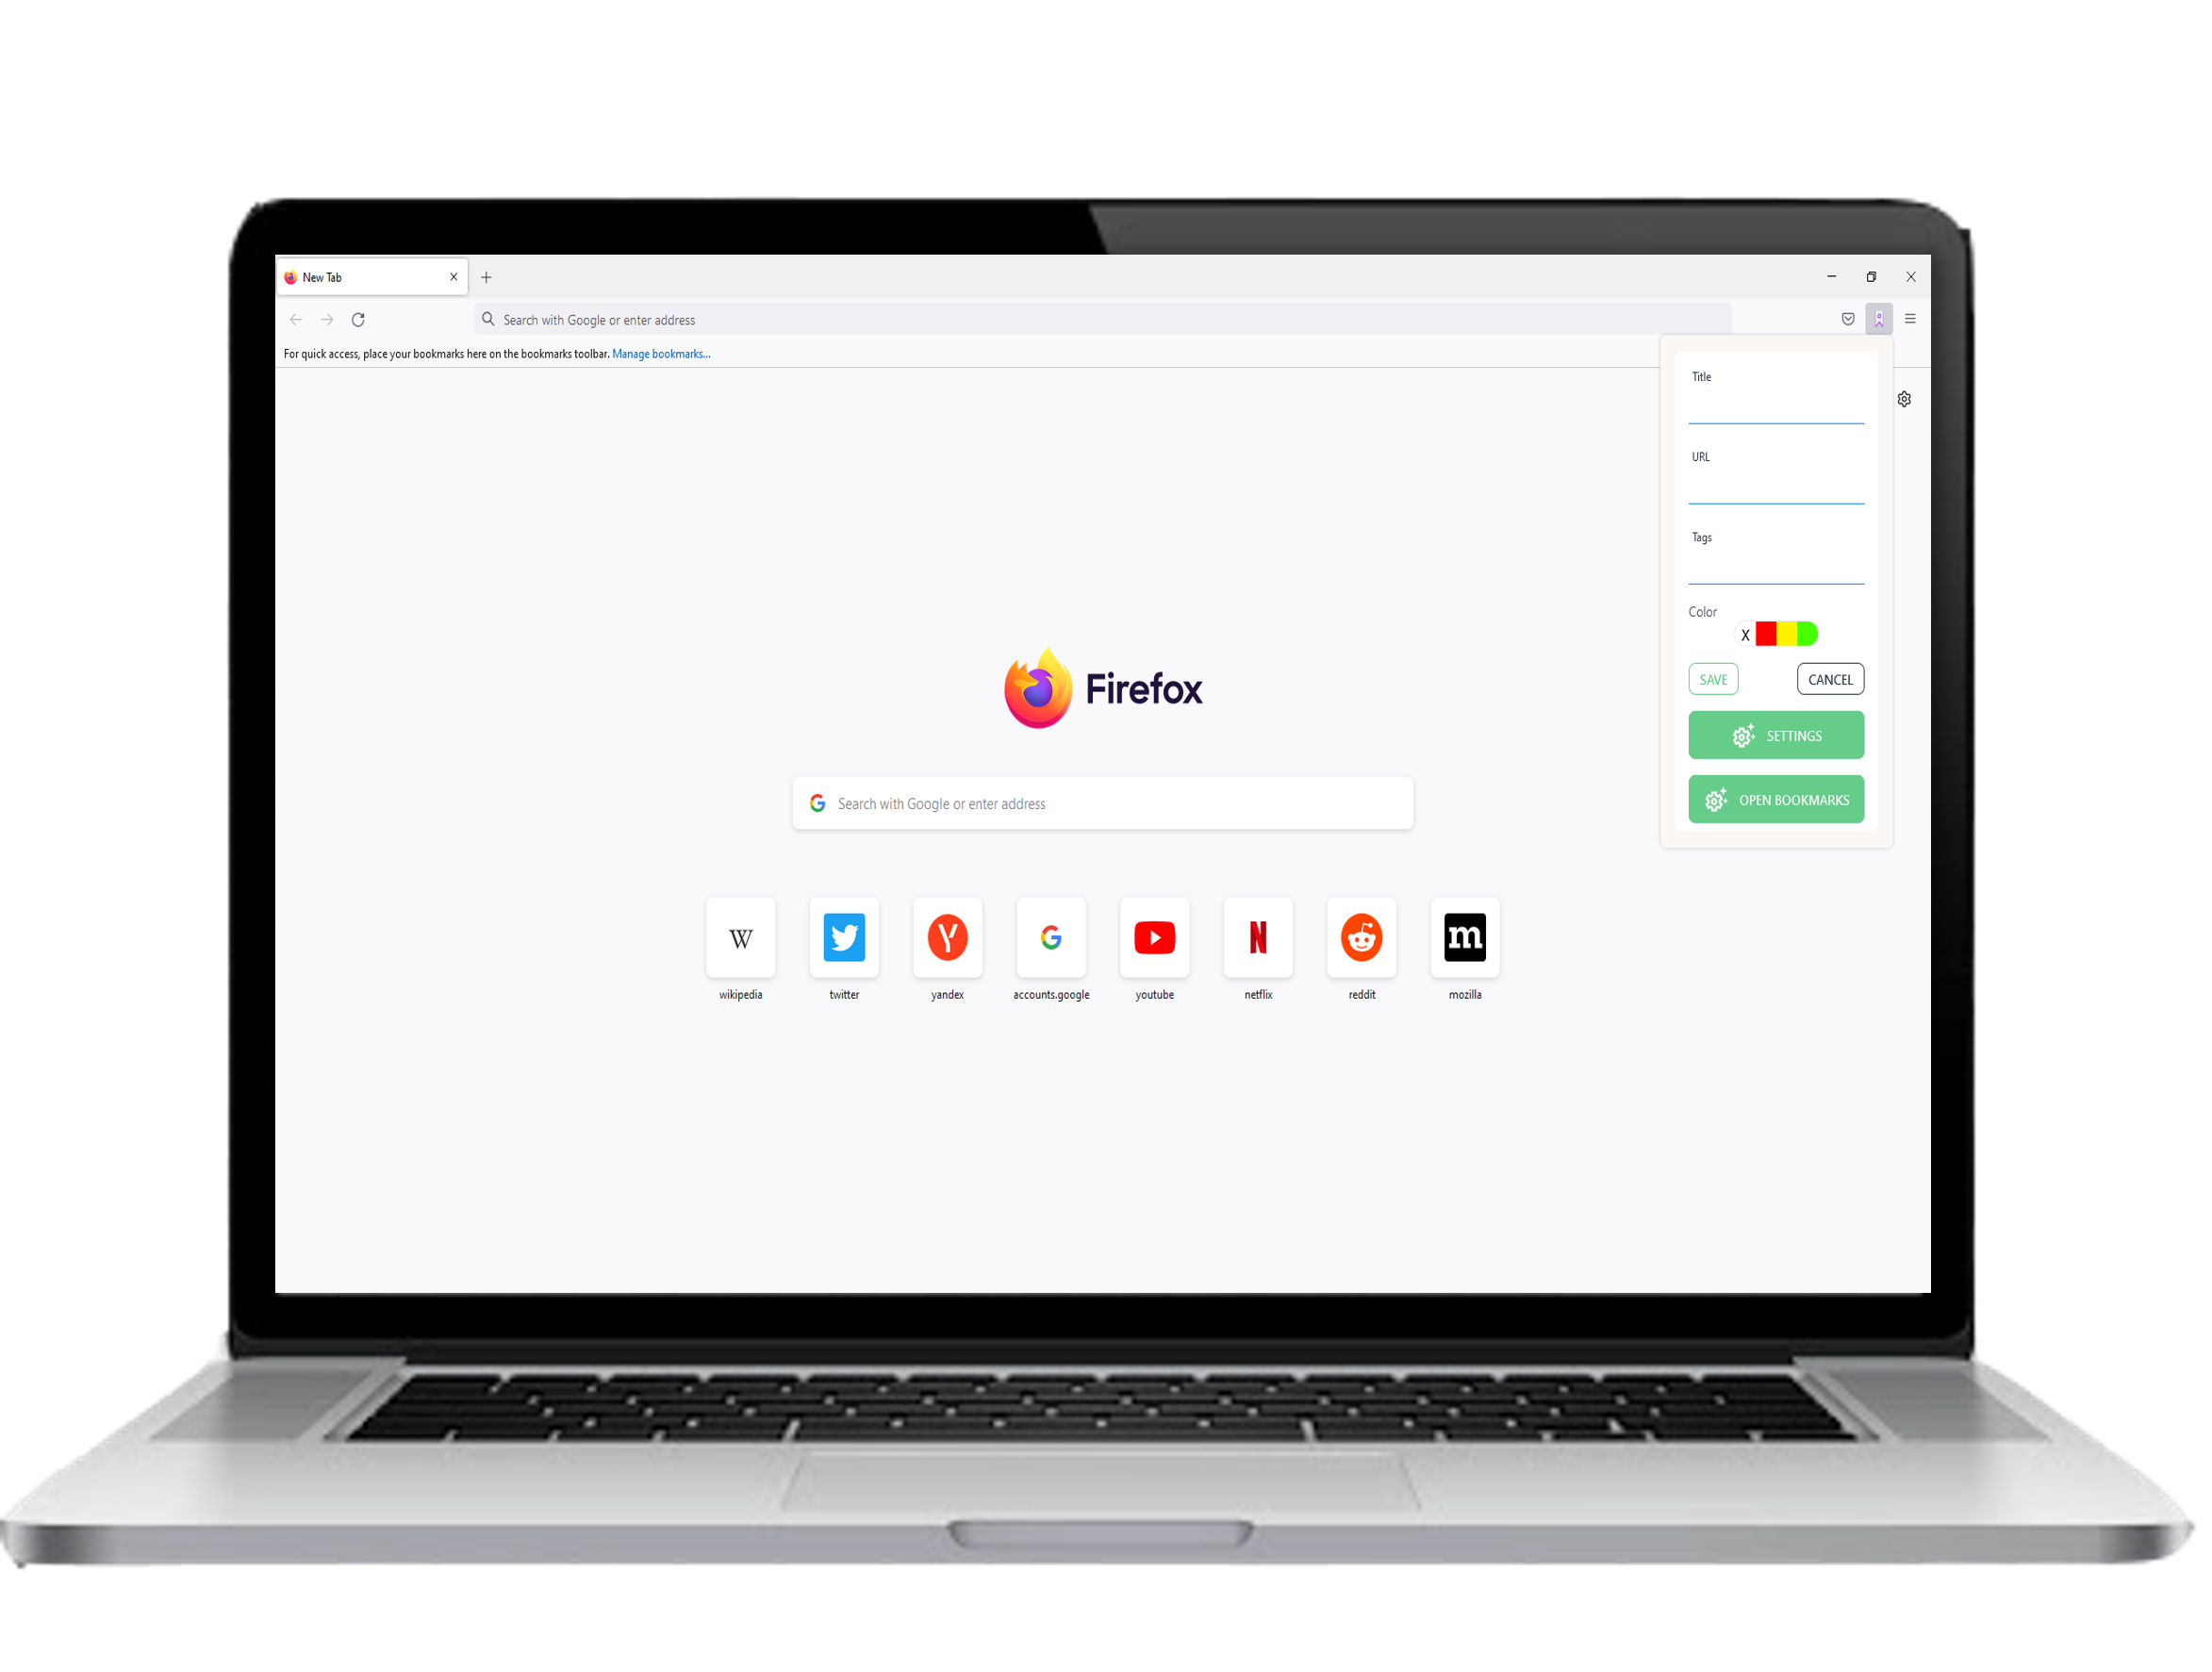 New Tab
Search with Google or enter address
For quick access, place your bookmarks here on the bookmarks toolbar. Manage bookmarks...
Title
URL
Tags
Color
X
SAVE CANCEL
SETTINGS
OPEN BOOKMARKS
Firefox
Search with Google or enter address
wikipedia twitter yandex accounts.google youtube netflix reddit mozilla